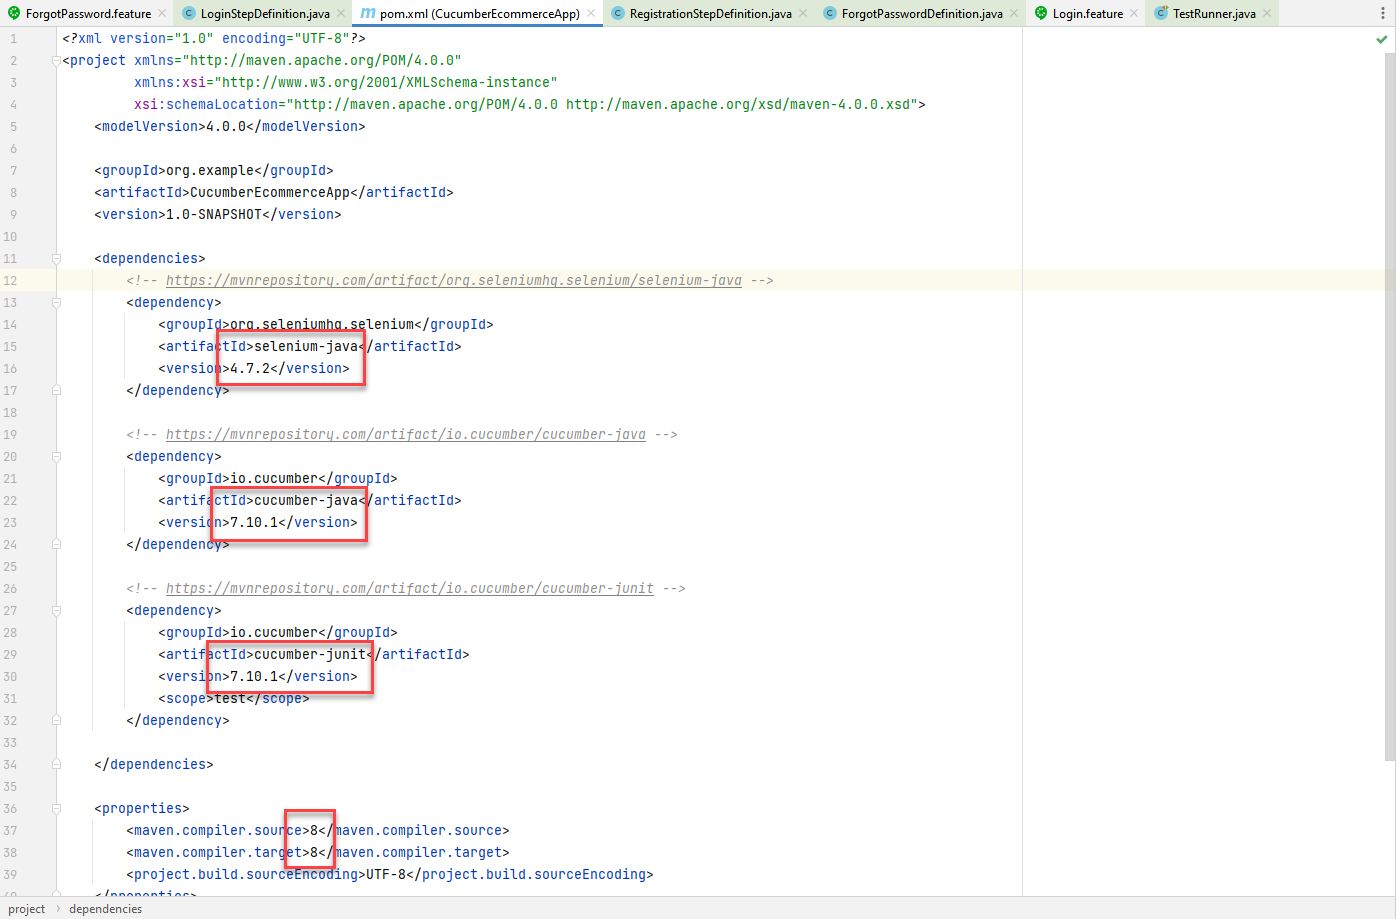 ForgotPassword.feature LoginStepDefinition.java pom.xml (CucumberEcommerceApp) RegistrationStepDefinition.java ForgotPasswordDefinition.java Login.feature TestRunner.java
1 <?xml version="1.0" encoding="UTF-8"?>
2 <project xmlns="http://maven.apache.org/POM/4.0.0"
3 xmlns:xsi="http://www.w3.org/2001/XMLSchema-instance"
4 xsi:schemaLocation="http://maven.apache.org/POM/4.0.0 http://maven.apache.org/xsd/maven-4.0.0.xsd">
5 <modelVersion>4.0.0</modelVersion>
6
7 <groupId>org.example</groupId>
8 <artifactId>CucumberEcommerceApp</artifactId>
9 <version>1.0-SNAPSHOT</version>
10
11 <dependencies>
12 <!-- https://mvnrepository.com/artifact/org.seleniumhq.selenium/selenium-java -->
13 <dependency>
14 <groupId>org.seleniumhq.selenium</groupId>
15 <artifactId>selenium-java</artifactId>
16 <version>4.7.2</version>
17 </dependency>
18
19 <!-- https://mvnrepository.com/artifact/io.cucumber/cucumber-java -->
20 <dependency>
21 <groupId>io.cucumber</groupId>
22 <artifactId>cucumber-java</artifactId>
23 <version>7.10.1</version>
24 </dependency>
25
26 <!-- https://mvnrepository.com/artifact/io.cucumber/cucumber-junit -->
27 <dependency>
28 <groupId>io.cucumber</groupId>
29 <artifactId>cucumber-junit</artifactId>
30 <version>7.10.1</version>
31 <scope>test</scope>
32 </dependency>
33
34 </dependencies>
35
36 <properties>
37 <maven.compiler.source>8</maven.compiler.source>
38 <maven.compiler.target>8</maven.compiler.target>
39 <project.build.sourceEncoding>UTF-8</project.build.sourceEncoding>
40 </properties>
project > dependencies